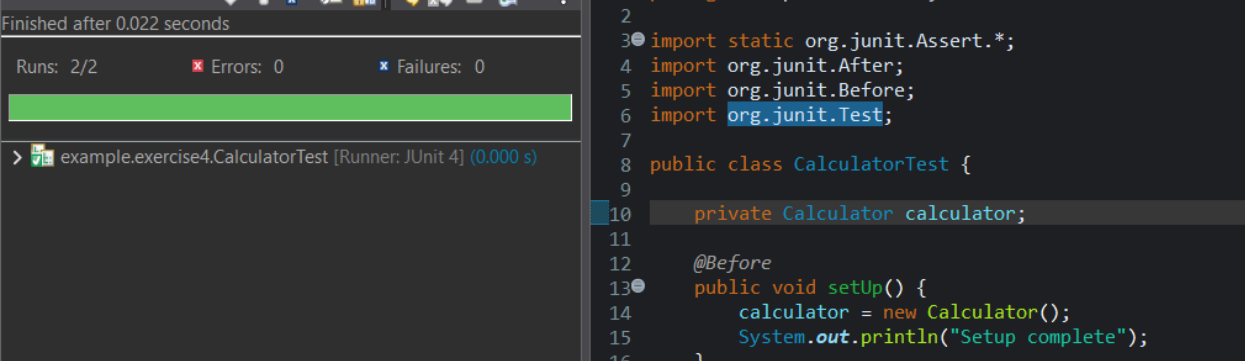 Finished after 0.022 seconds
Runs: 2/2 Errors: 0 Failures: 0
example.exercise4.CalculatorTest [Runner: JUnit 4] (0.000 s)
2
3 import static org.junit.Assert.*;
4 import org.junit.After;
5 import org.junit.Before;
6 import org.junit.Test;
7
8 public class CalculatorTest {
9
10 private Calculator calculator;
11
12 @Before
13 public void setUp() {
14 calculator = new Calculator();
15 System.out.println("Setup complete");